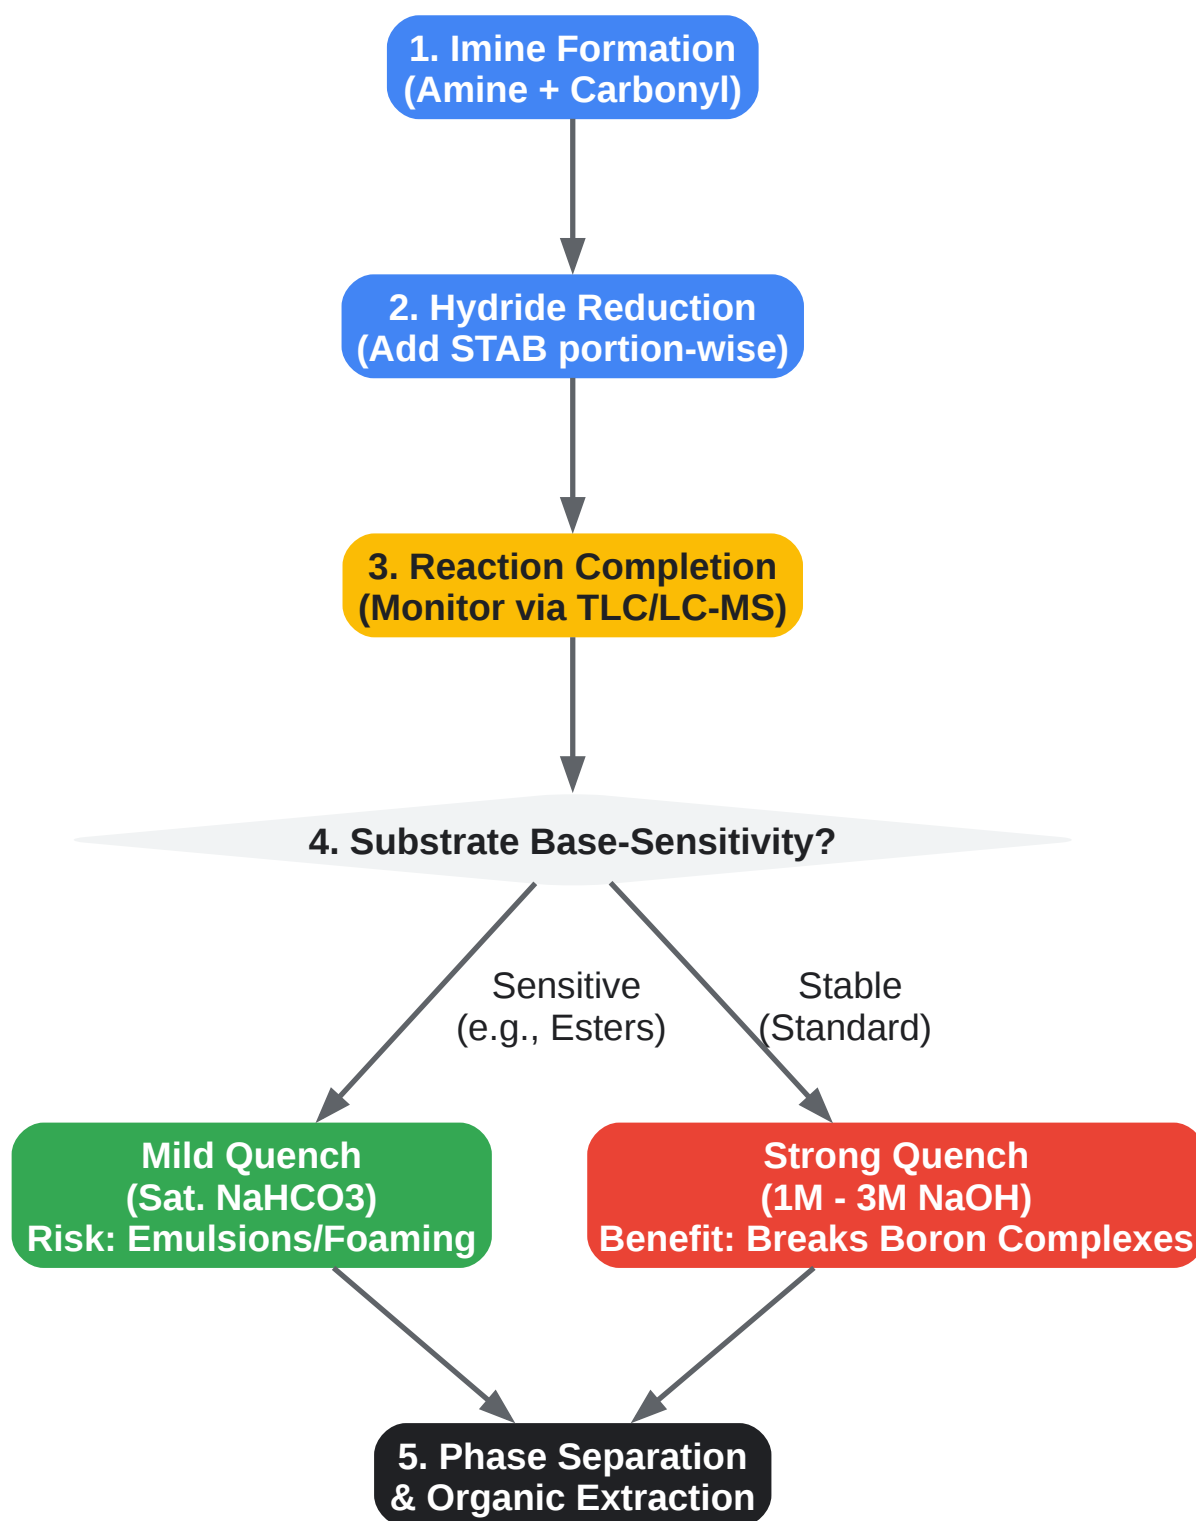 1. Imine Formation
(Amine + Carbonyl)
2. Hydride Reduction
(Add STAB portion-wise)
3. Reaction Completion
(Monitor via TLC/LC-MS)
4. Substrate Base-Sensitivity?
Sensitive
(e.g., Esters)
Stable
(Standard)
Mild Quench
(Sat. NaHCO3)
Risk: Emulsions/Foaming
Strong Quench
(1M - 3M NaOH)
Benefit: Breaks Boron Complexes
5. Phase Separation
& Organic Extraction